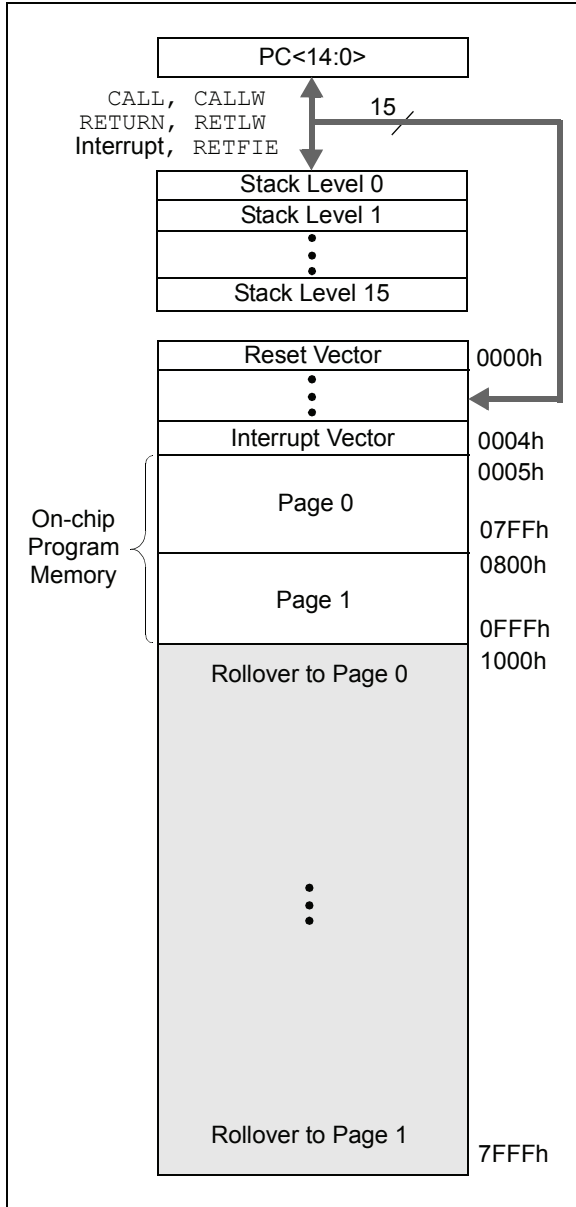 PC<14:0>
CALL, CALLW
RETURN, RETLW
Interrupt, RETFIE
15
Stack Level 0
Stack Level 1
Stack Level 15
Reset Vector
0000h
Interrupt Vector
0004h
0005h
On-chip
Program
Memory
Page 0
07FFh
0800h
Page 1
0FFFh
1000h
Rollover to Page 0
Rollover to Page 1
7FFFh